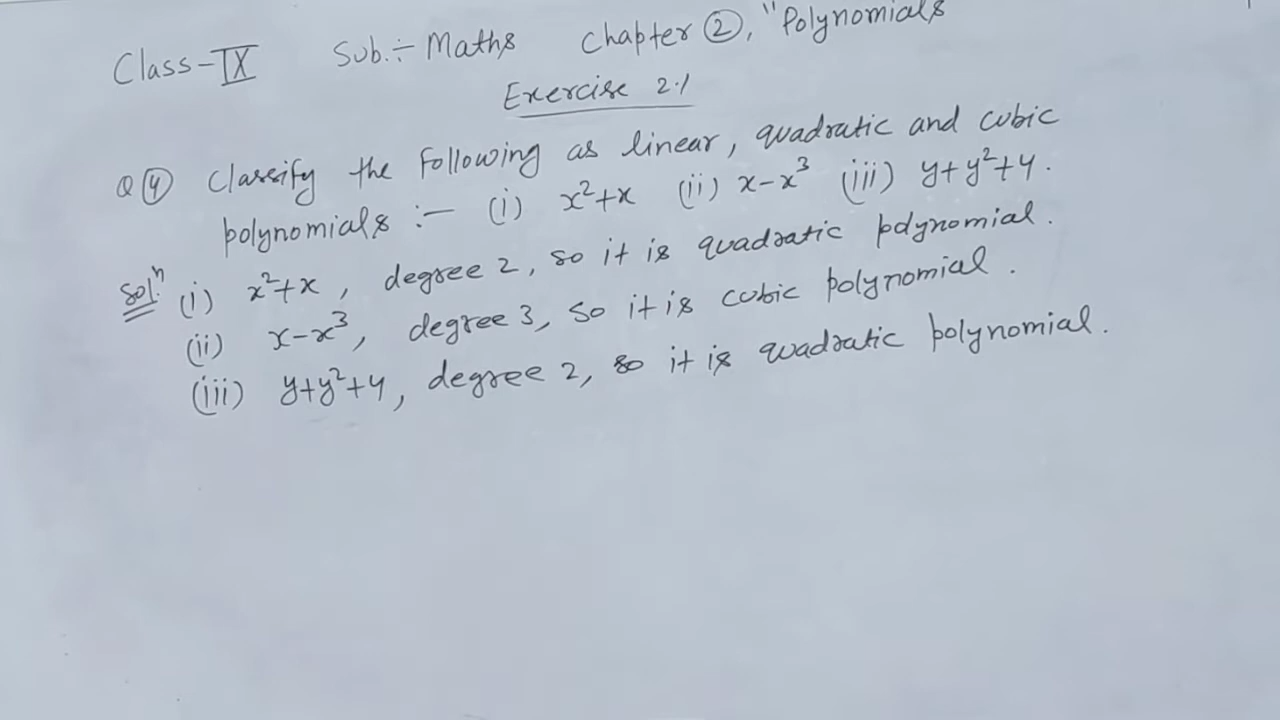 Class-IX Sub.÷ Maths Chapter ②, "Polynomials
Exercise 2.1
Q④ Classify the following as linear, quadratic and cubic
polynomials :— (i) x²+x (ii) x-x³ (iii) y+y²+4.
Solⁿ. (i) x²+x, degree 2, so it is quadratic polynomial.
(ii) x-x³, degree 3, so it is cubic polynomial.
(iii) y+y²+4, degree 2, so it is quadratic polynomial.